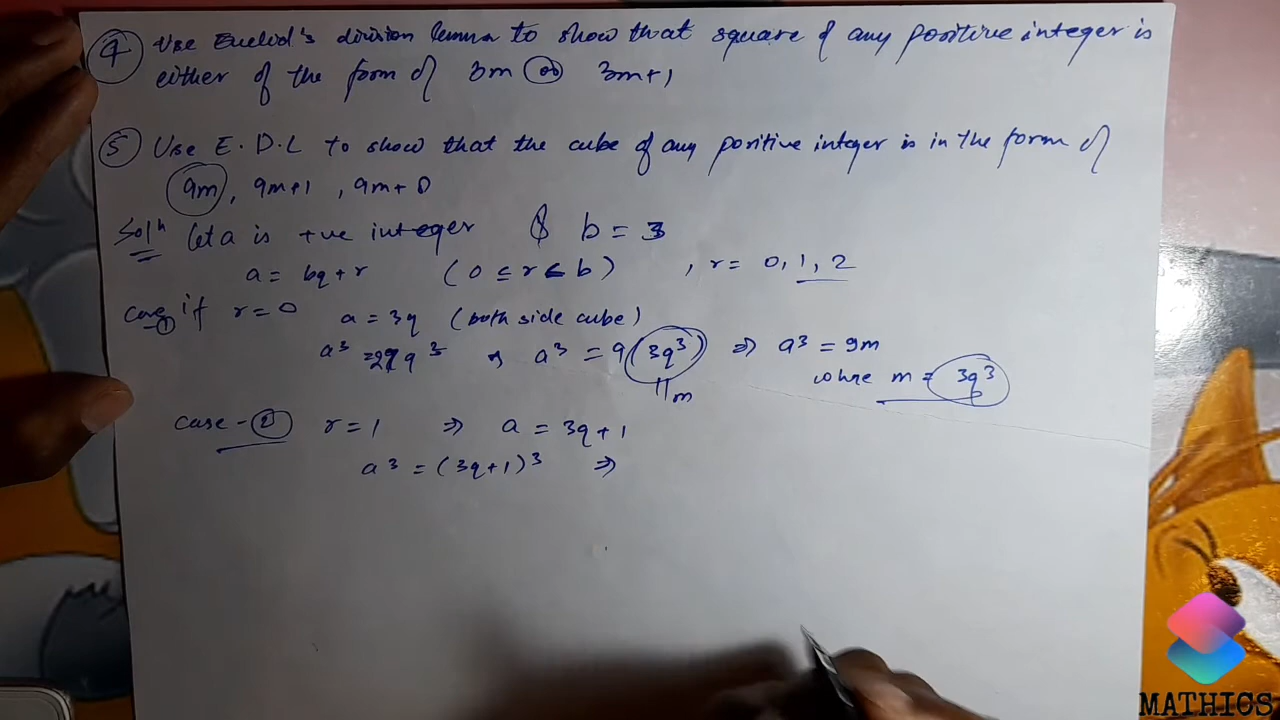 4 Use Euclid's division lemma to show that square of any positive integer is
either of the form of 3m or 3m+1
5 Use E.D.L to show that the cube of any positive integer is in the form of
9m, 9m+1, 9m+8
Solⁿ let a is +ve integer & b = 3
a = bq + r (0 ≤ r < b) , r = 0, 1, 2
Case ① if r = 0 a = 3q (both side cube)
a³ = 27q³ a³ = 9(3q³) ⇒ a³ = 9m
m where m = 3q³
Case - ② r = 1 ⇒ a = 3q + 1
a³ = (3q+1)³ ⇒
MATHIOS